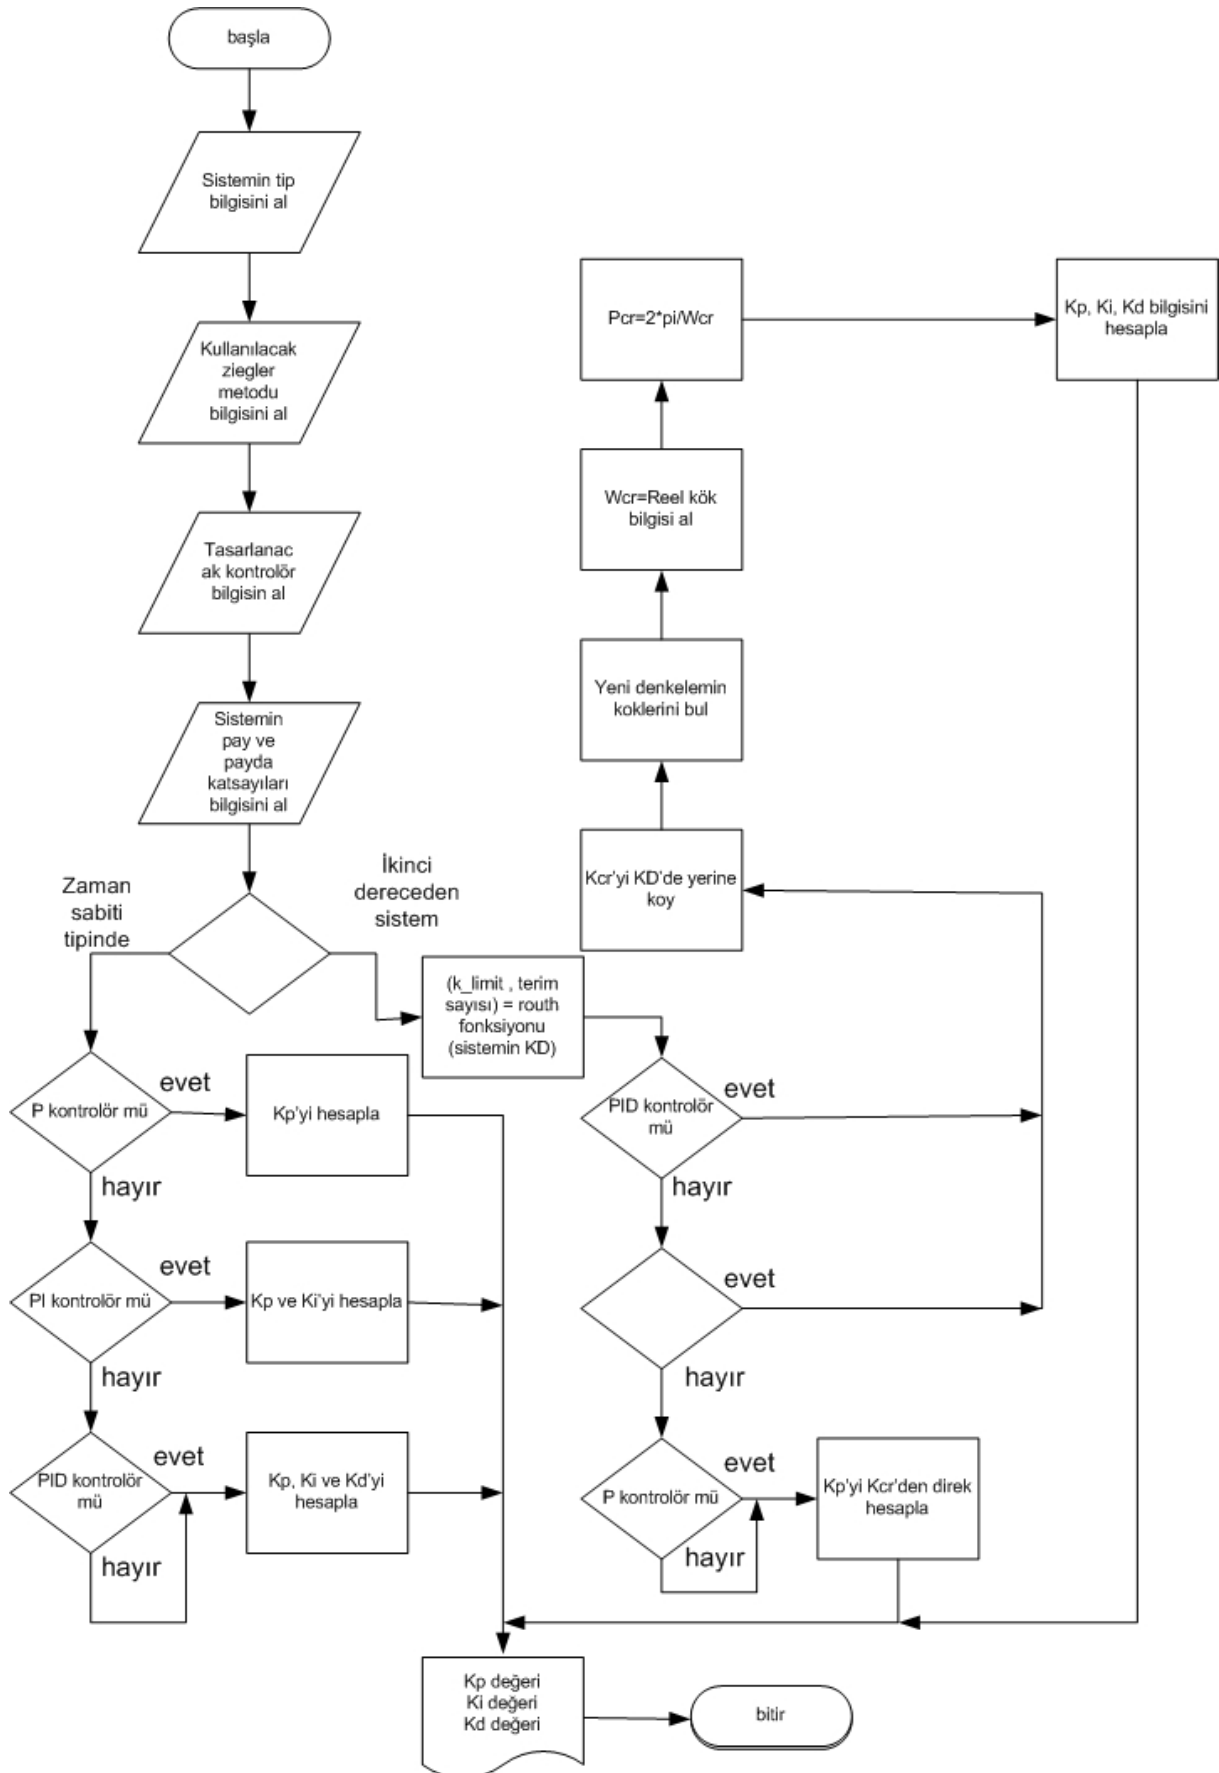 başla
Sistemin tip
bilgisini al
Kullanılacak
ziegler
metodu
bilgisini al
Tasarlanac
ak kontrolör
bilgisin al
Sistemin
pay ve
payda
katsayıları
bilgisini al
Zaman
sabiti
tipinde
İkinci
dereceden
sistem
P kontrolör mü
evet
Kp'yi hesapla
hayır
PI kontrolör mü
evet
Kp ve Ki'yi hesapla
hayır
PID kontrolör
mü
evet
Kp, Ki ve Kd'yi
hesapla
hayır
(k_limit , terim
sayısı) = routh
fonksiyonu
(sistemin KD)
PID kontrolör
mü
evet
hayır
evet
hayır
P kontrolör mü
evet
hayır
Kp'yi Kcr'den direk
hesapla
Kcr'yi KD'de yerine
koy
Yeni denkelemin
koklerini bul
Wcr=Reel kök
bilgisi al
Pcr=2*pi/Wcr
Kp, Ki, Kd bilgisini
hesapla
Kp değeri
Ki değeri
Kd değeri
bitir